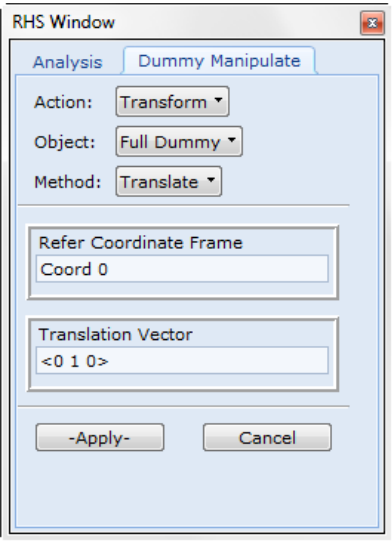 RHS Window
Analysis Dummy Manipulate
Action: Transform
Object: Full Dummy
Method: Translate
Refer Coordinate Frame
Coord 0
Translation Vector
<0 1 0>
-Apply- Cancel